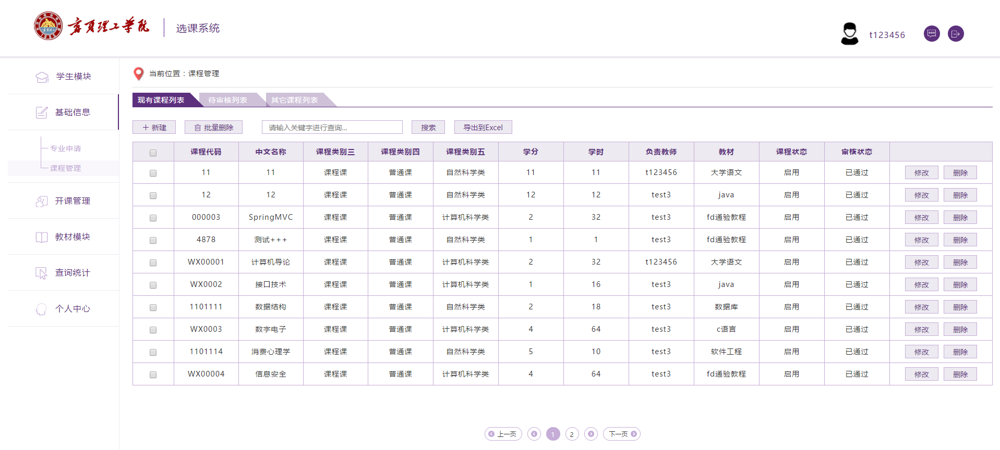 宁夏理工学院 选课系统
t123456
学生模块
基础信息
专业申请
课程管理
开课管理
教材模块
查询统计
个人中心
当前位置：课程管理
现有课程列表 待审核列表 其它课程列表
新建 批量删除 请输入关键字进行查询... 搜索 导出到Excel
课程代码 中文名称 课程类别三 课程类别四 课程类别五 学分 学时 负责教师 教材 课程状态 审核状态
11 11 课程课 普通课 自然科学类 11 11 t123456 大学语文 启用 已通过 修改 删除
12 12 课程课 普通课 自然科学类 12 12 test3 java 启用 已通过 修改 删除
000003 SpringMVC 课程课 普通课 计算机科学类 2 32 test3 fd通验教程 启用 已通过 修改 删除
4878 测试+++ 课程课 普通课 自然科学类 1 1 test3 fd通验教程 启用 已通过 修改 删除
WX00001 计算机导论 课程课 普通课 计算机科学类 2 32 t123456 大学语文 启用 已通过 修改 删除
WX0002 接口技术 课程课 普通课 计算机科学类 1 16 test3 java 启用 已通过 修改 删除
1101111 数据结构 课程课 普通课 自然科学类 2 18 test3 数据库 启用 已通过 修改 删除
WX0003 数字电子 课程课 普通课 计算机科学类 4 64 test3 c语言 启用 已通过 修改 删除
1101114 消费心理学 课程课 普通课 自然科学类 5 10 test3 软件工程 启用 已通过 修改 删除
WX00004 信息安全 课程课 普通课 计算机科学类 4 64 test3 fd通验教程 启用 已通过 修改 删除
上一页 1 2 下一页